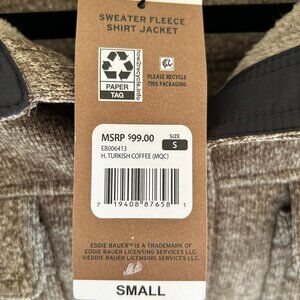 SWEATER FLEECE
SHIRT JACKET
PAPER
TAG
how2recycle.info
PLEASE RECYCLE
THIS PACKAGING
MSRP $99.00
SIZE
S
EB006413
H. TURKISH COFFEE (MQC)
7 19408 87658 1
EDDIE BAUER™ IS A TRADEMARK OF
EDDIE BAUER LICENSING SERVICES LLC.
©EDDIE BAUER LICENSING SERVICES LLC.
SMALL